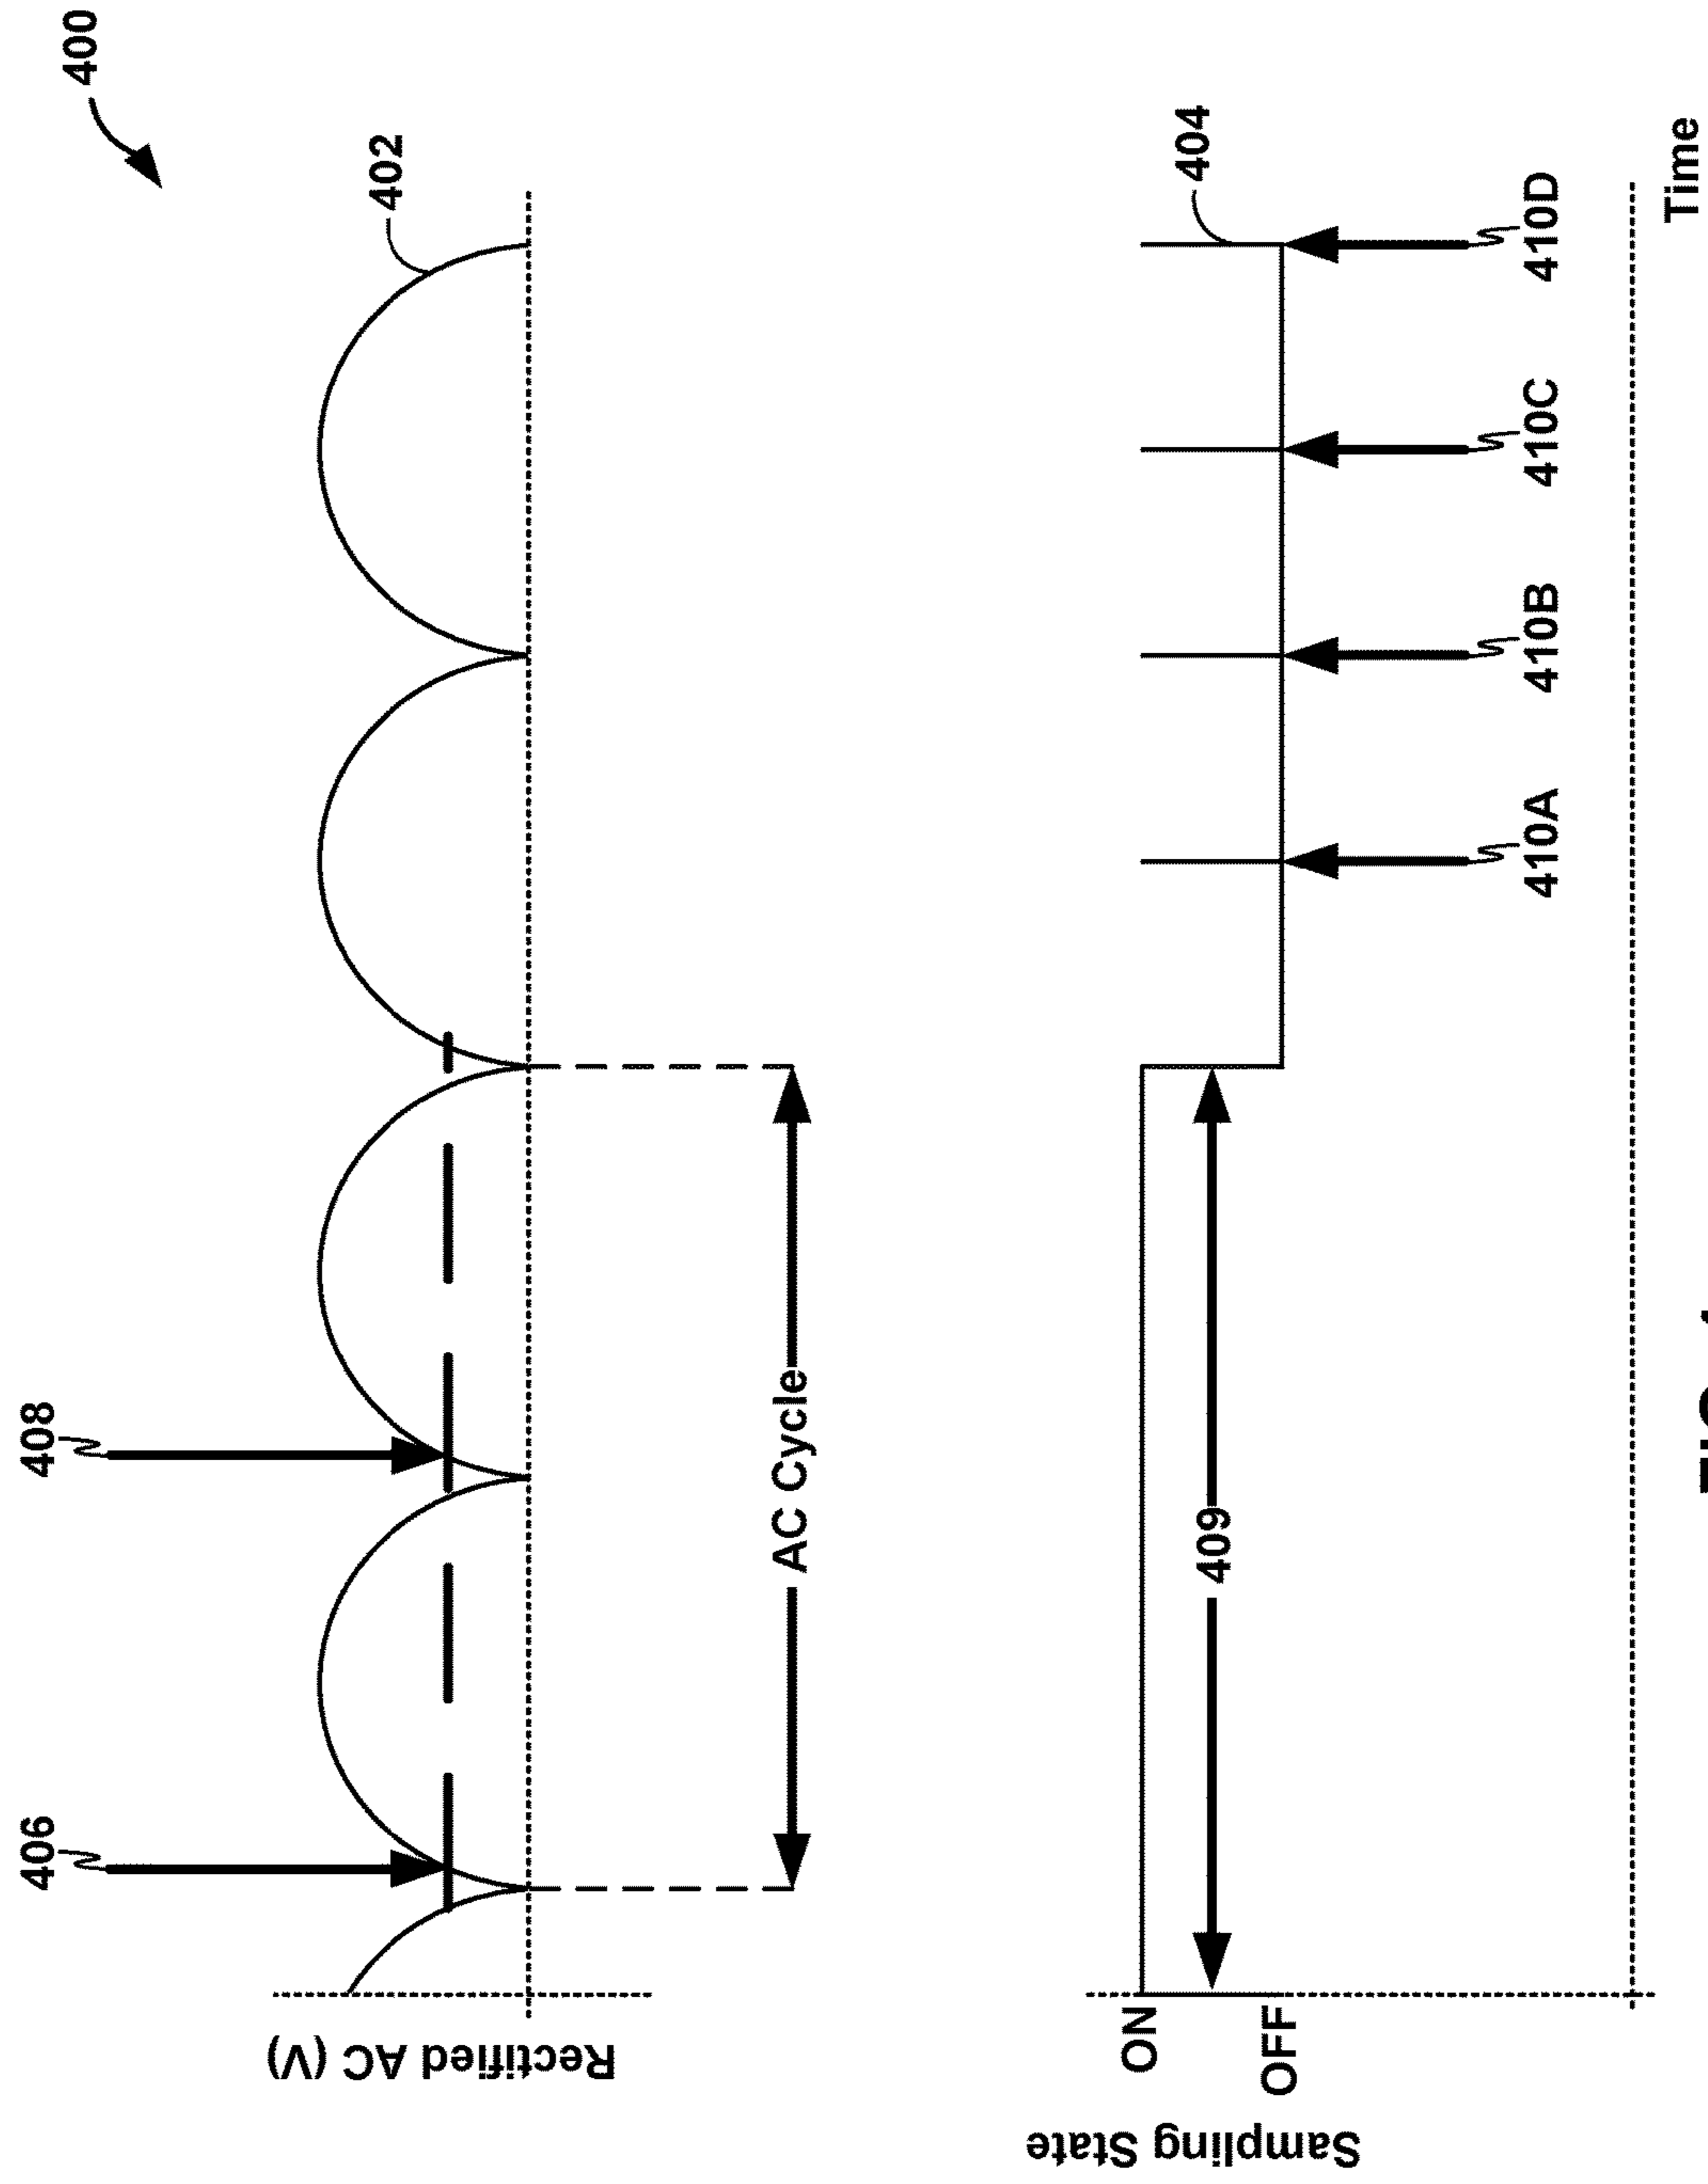 400
406
408
402
Rectified AC (V)
AC Cycle
ON
OFF
Sampling State
409
404
410A
410B
410C
410D
Time